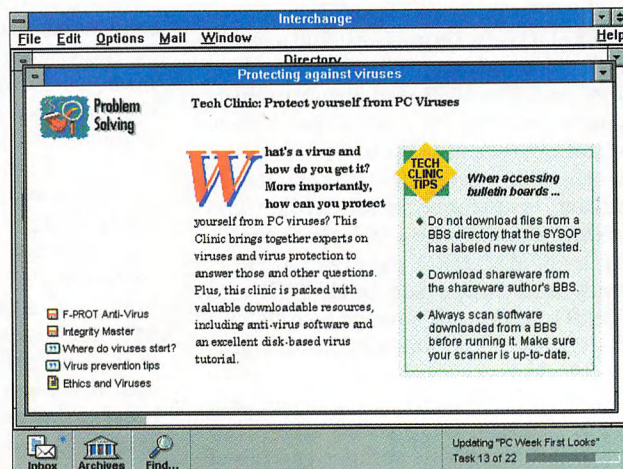 Interchange
File Edit Options Mail Window Help
Directory
Protecting against viruses
Problem
Solving
Tech Clinic: Protect yourself from PC Viruses
What's a virus and
how do you get it?
More importantly,
how can you protect
yourself from PC viruses? This
Clinic brings together experts on
viruses and virus protection to
answer those and other questions.
Plus, this clinic is packed with
valuable downloadable resources,
including anti-virus software and
an excellent disk-based virus
tutorial.
TECH
CLINIC
TIPS
When accessing
bulletin boards ...
Do not download files from a
BBS directory that the SYSOP
has labeled new or untested.
Download shareware from
the shareware author's BBS.
Always scan software
downloaded from a BBS
before running it. Make sure
your scanner is up-to-date.
F-PROT Anti-Virus
Integrity Master
Where do viruses start?
Virus prevention tips
Ethics and Viruses
Inbox Archives Find...
Updating "PC Week First Looks"
Task 13 of 22